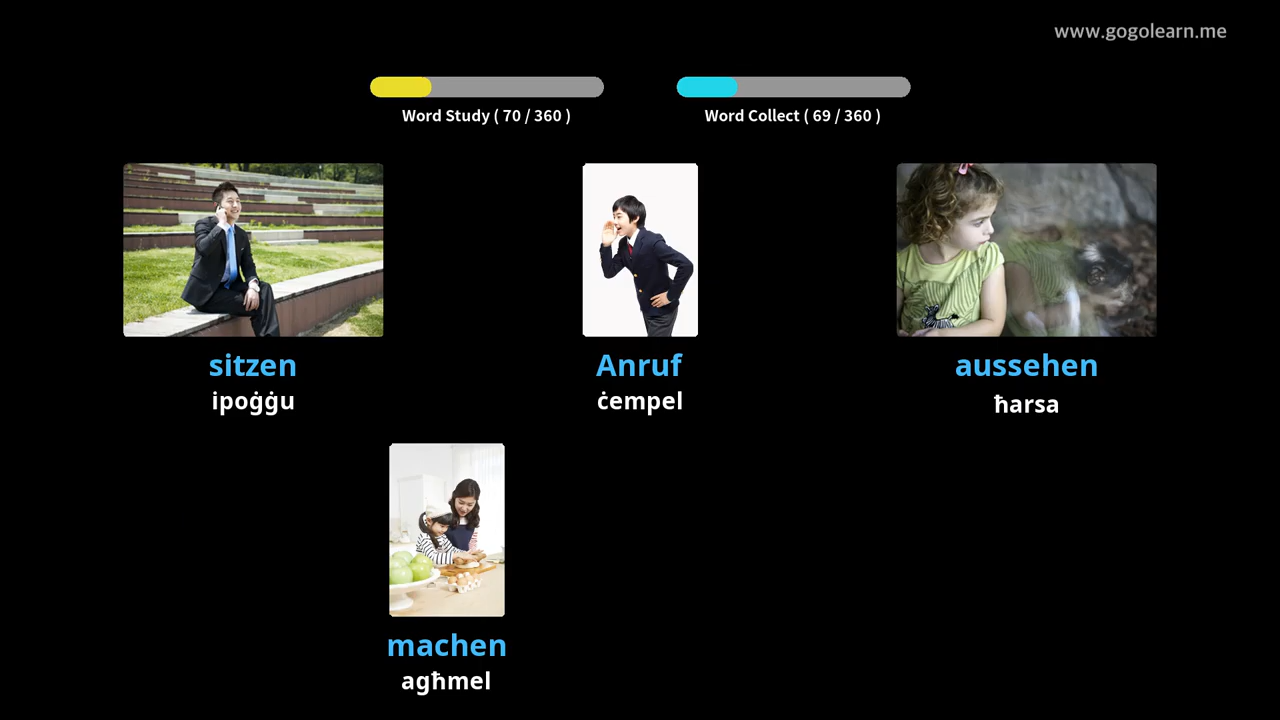 www.gogolearn.me
Word Study ( 70 / 360 )
Word Collect ( 69 / 360 )
sitzen
ipoġġu
Anruf
ċempel
aussehen
ħarsa
machen
agħmel